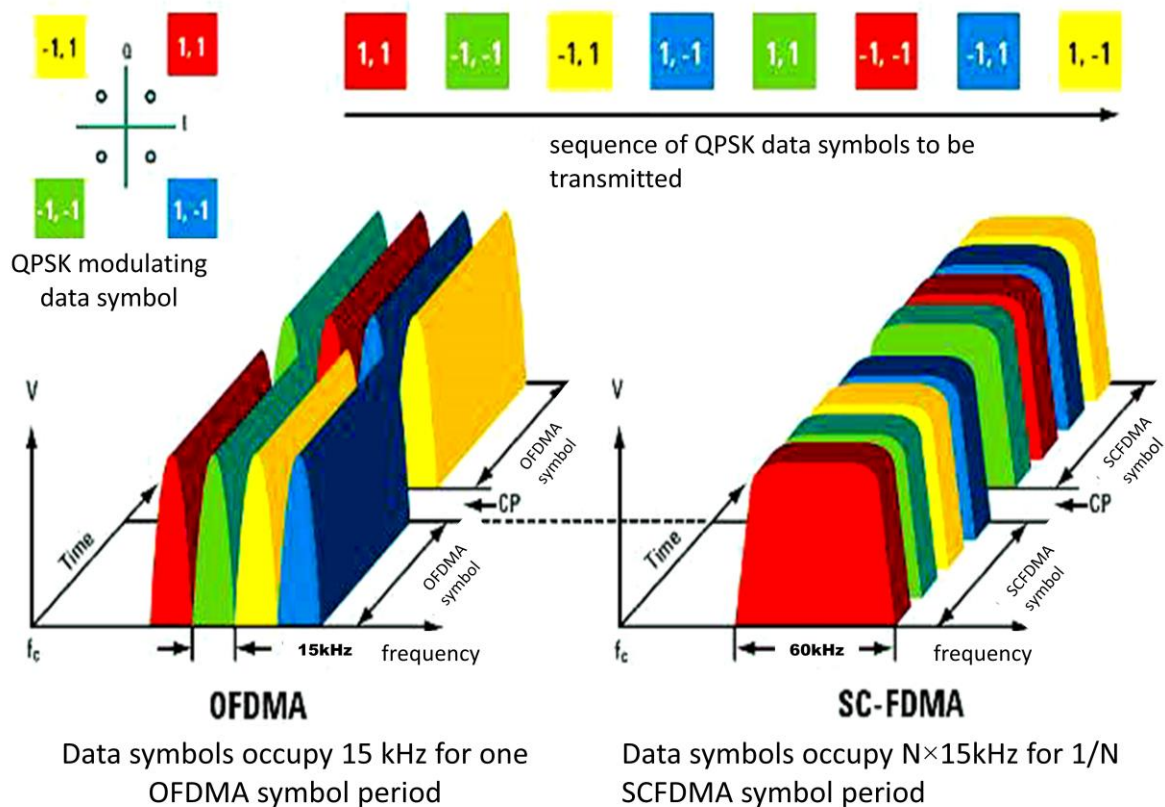 -1, 1
1, 1
Q
I
-1, -1
1, -1
QPSK modulating
data symbol
1, 1
-1, -1
-1, 1
1, -1
1, 1
-1, -1
-1, 1
1, -1
sequence of QPSK data symbols to be
transmitted
V
Time
fc
OFDMA
symbol
CP
OFDMA
symbol
15kHz
frequency
OFDMA
Data symbols occupy 15 kHz for one
OFDMA symbol period
V
Time
fc
SCFDMA
symbol
CP
SCFDMA
symbol
60kHz
frequency
SC-FDMA
Data symbols occupy N×15kHz for 1/N
SCFDMA symbol period